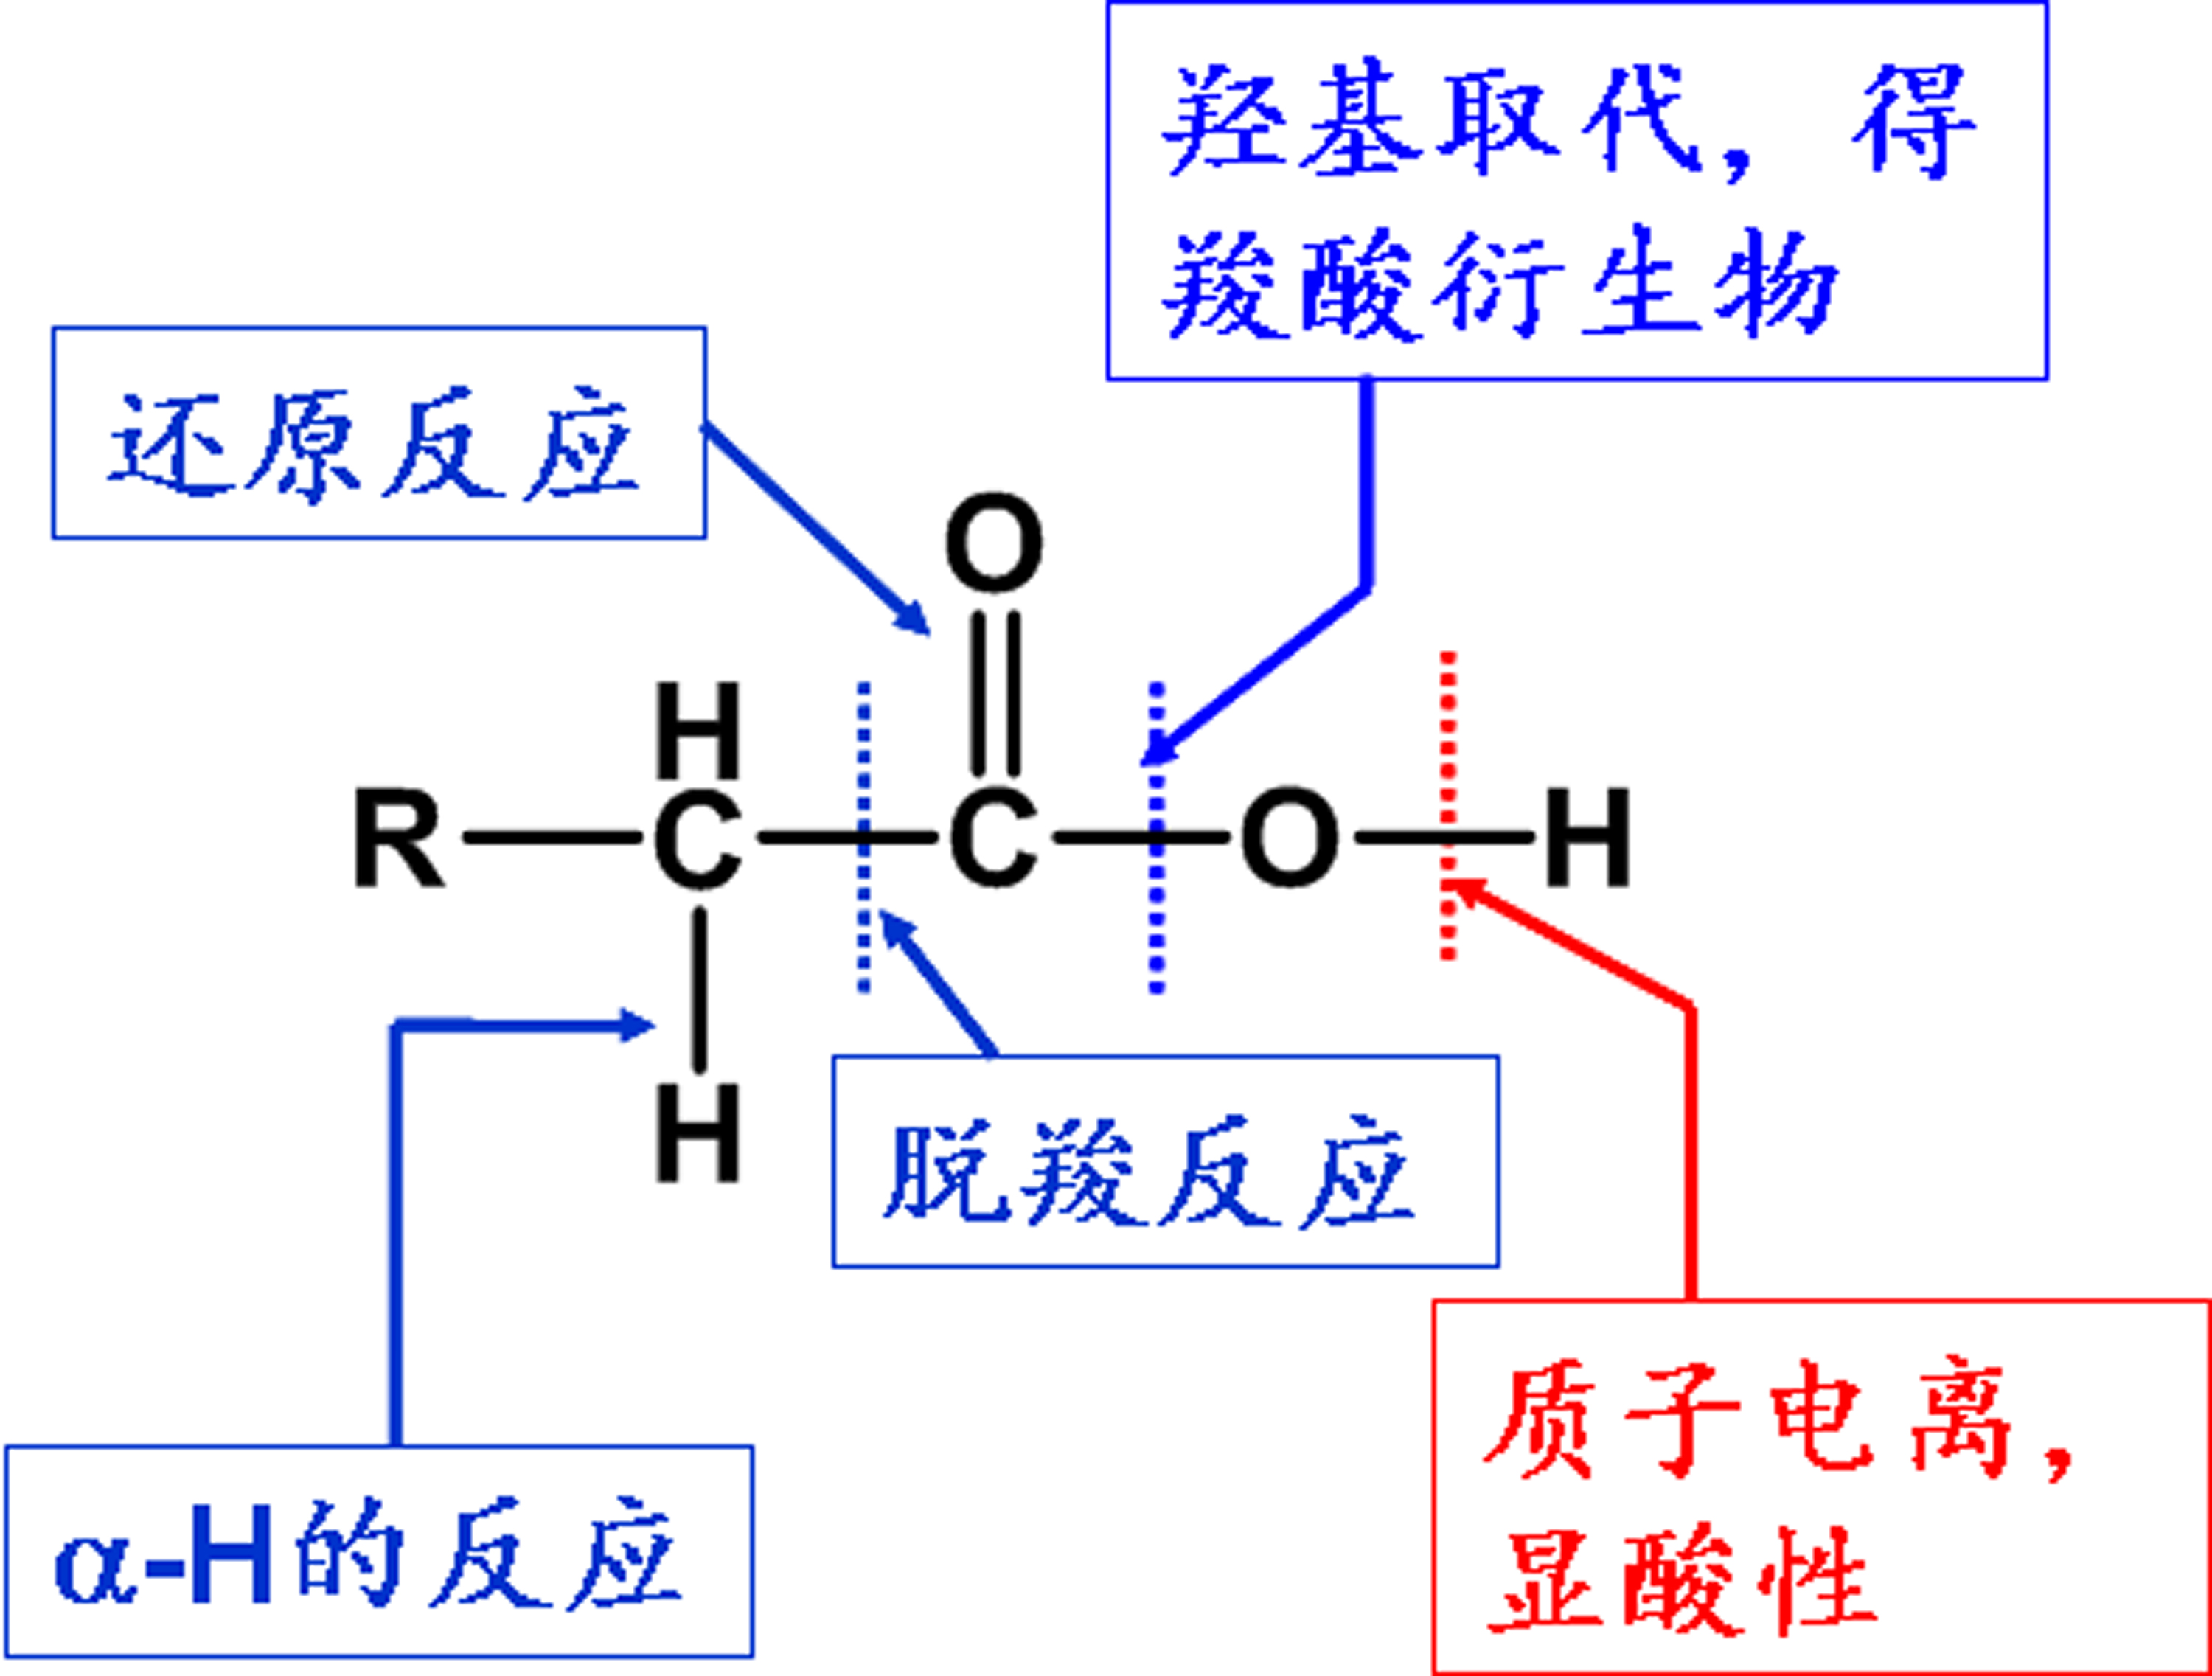 羟基取代，得
羧酸衍生物
还原反应
O
H
R C C O H
H
脱羧反应
质子电离，
显酸性
α-H的反应